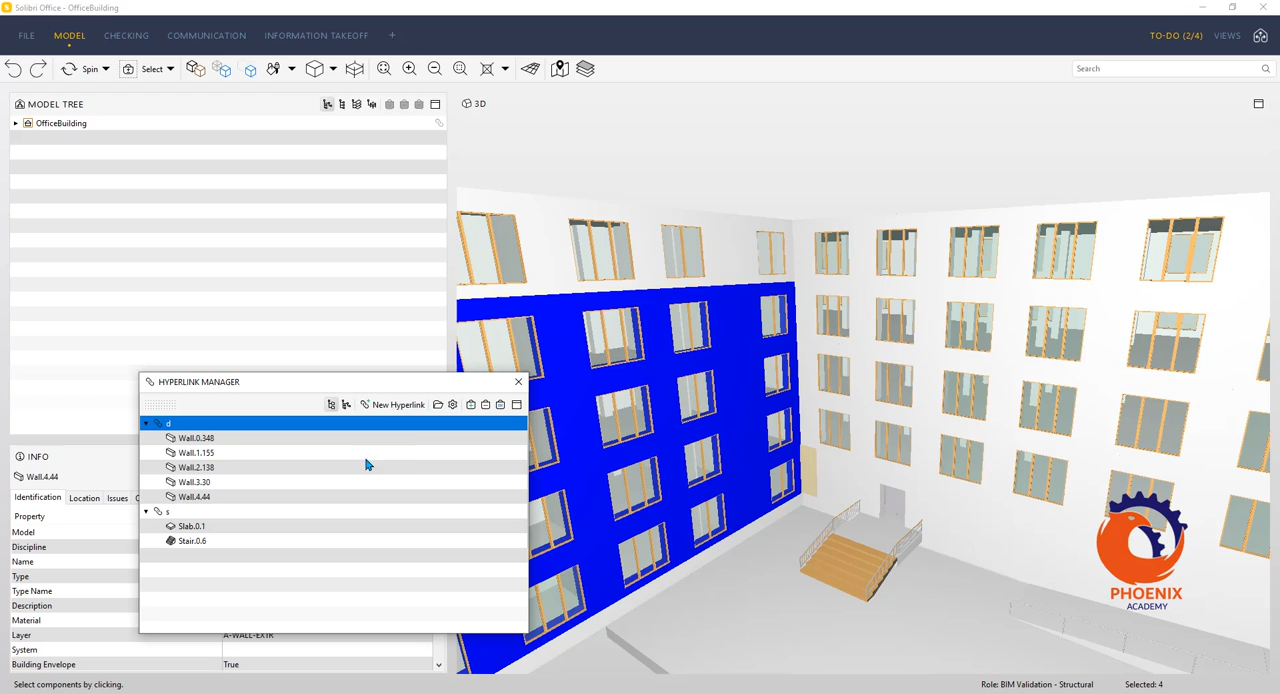 Solibri Office - OfficeBuilding
FILE MODEL CHECKING COMMUNICATION INFORMATION TAKEOFF + TO-DO (2/4) VIEWS
Spin Select Search
MODEL TREE
3D
OfficeBuilding
HYPERLINK MANAGER
New Hyperlink
d
Wall.0.348
Wall.1.155
Wall.2.138
Wall.3.30
Wall.4.44
s
Slab.0.1
Stair.0.6
INFO
Wall.4.44
Identification Location Issues
Property
Model
Discipline
Name
Type
Type Name
Description
Material
Layer A-WALL-EXTR
System
Building Envelope True
PHOENIX
ACADEMY
Select components by clicking. Role: BIM Validation - Structural Selected: 4